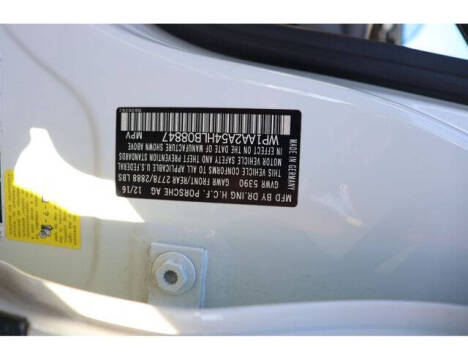 MFD BY DR.ING H.C.F. PORSCHE AG 12/16
GVWR 5390 GAWR FRONT/REAR 2778/2888 LBS
THIS VEHICLE CONFORMS TO ALL APPLICABLE U.S. FEDERAL
MOTOR VEHICLE SAFETY AND THEFT PREVENTION STANDARDS
IN EFFECT ON THE DATE OF MANUFACTURE SHOWN ABOVE
MADE IN GERMANY
WP1AA2A54HLB08847 MPV